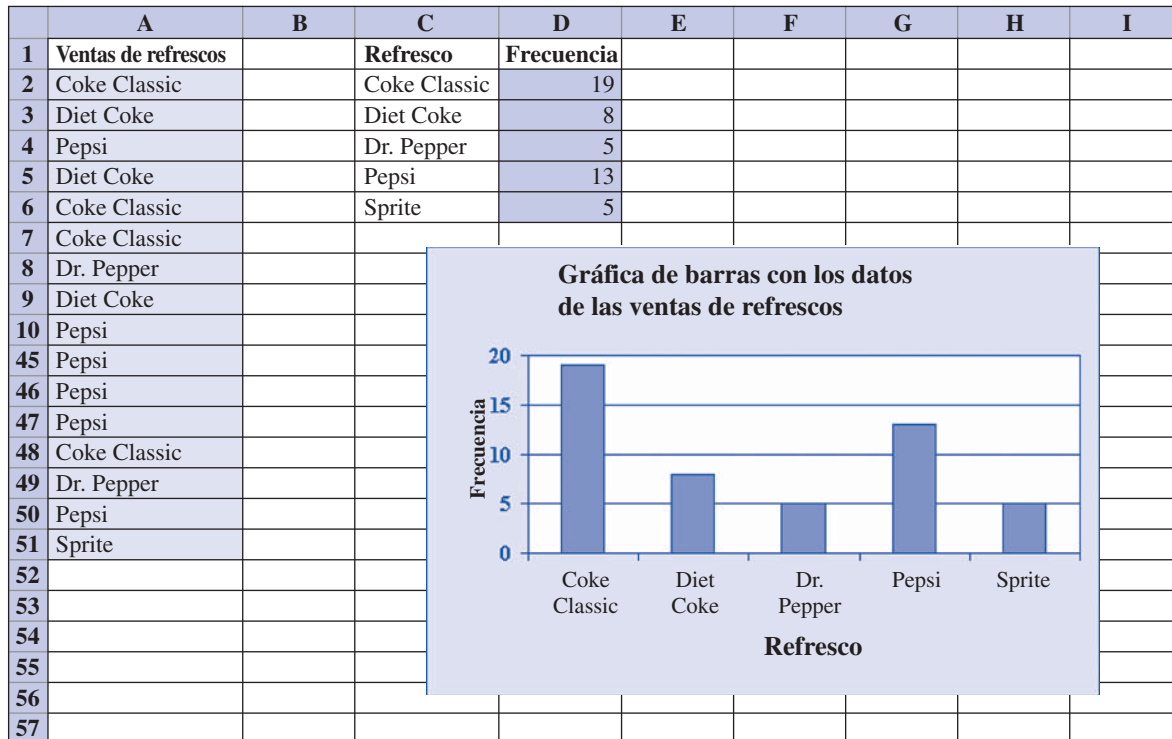 A B C D E F G H I
1 Ventas de refrescos Refresco Frecuencia
2 Coke Classic Coke Classic 19
3 Diet Coke Diet Coke 8
4 Pepsi Dr. Pepper 5
5 Diet Coke Pepsi 13
6 Coke Classic Sprite 5
7 Coke Classic
8 Dr. Pepper
9 Diet Coke
10 Pepsi
45 Pepsi
46 Pepsi
47 Pepsi
48 Coke Classic
49 Dr. Pepper
50 Pepsi
51 Sprite
52
53
54
55
56
57
Gráfica de barras con los datos
de las ventas de refrescos
Frecuencia
20
15
10
5
0
Coke Diet Dr. Pepsi Sprite
Classic Coke Pepper
Refresco